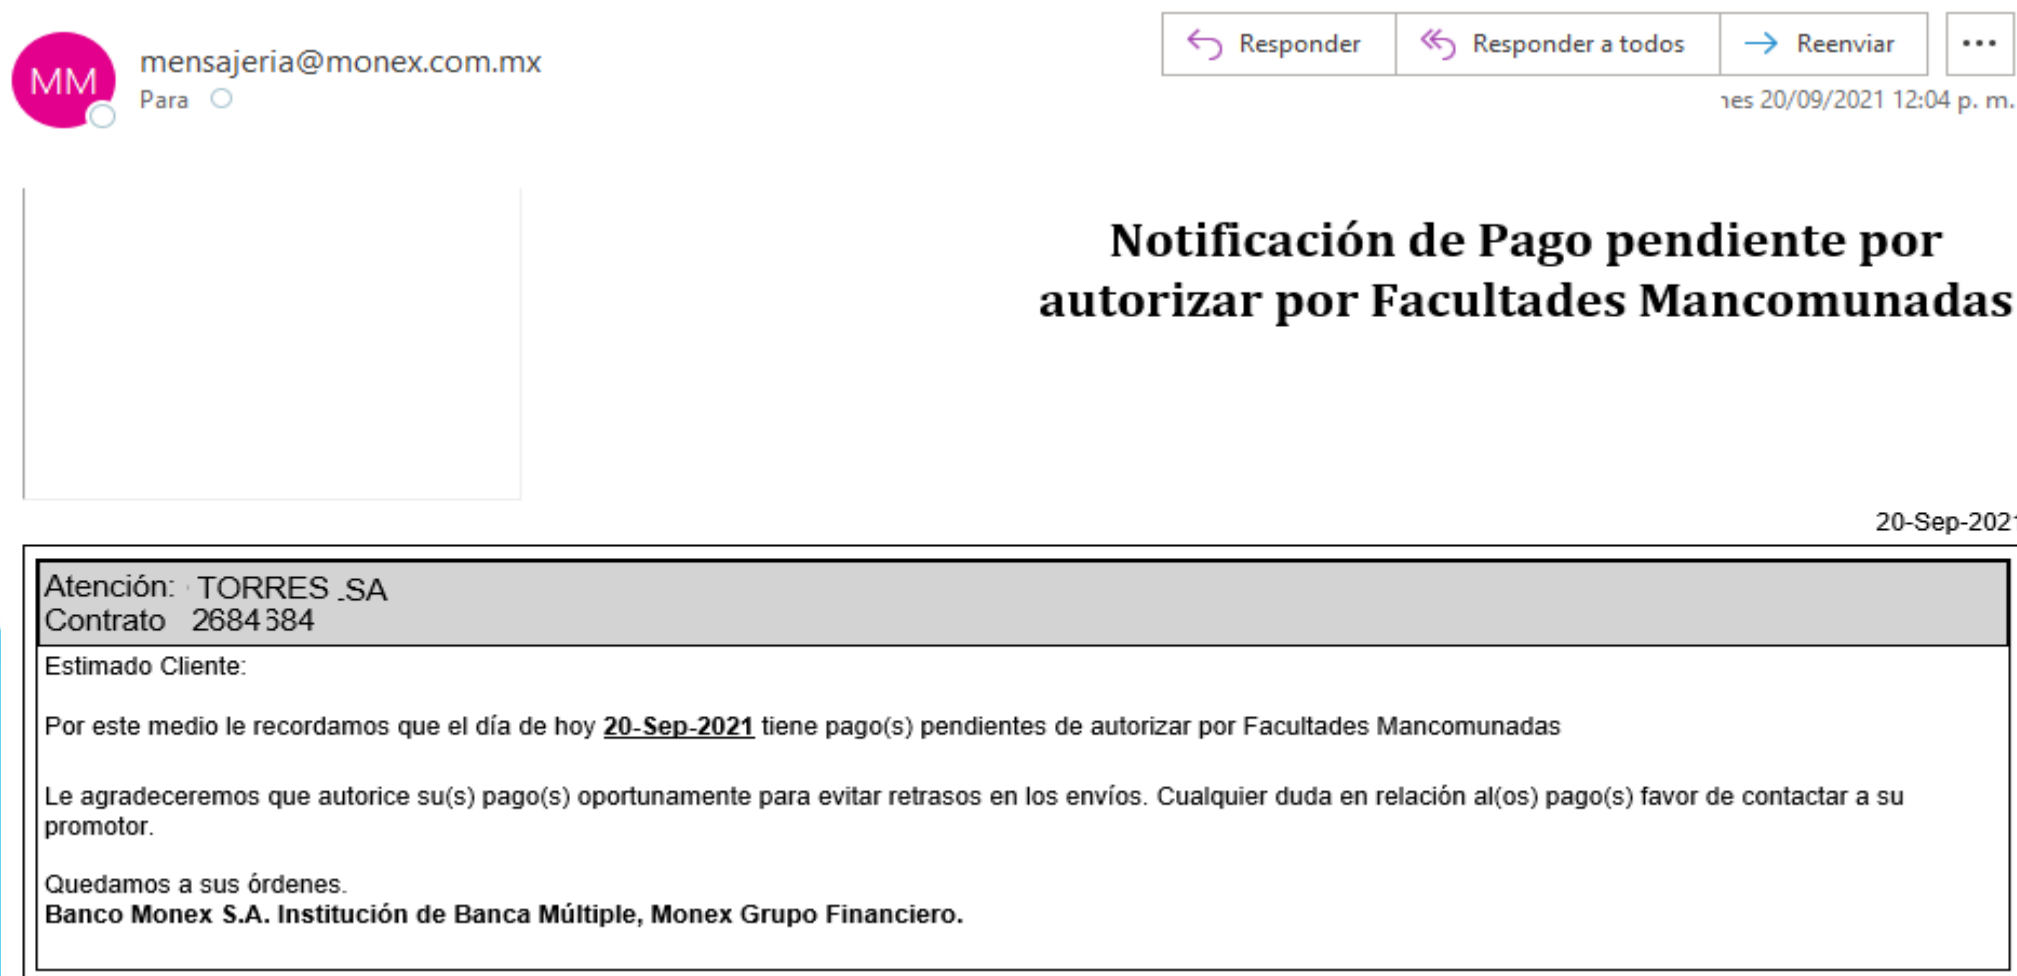 Responder
Responder a todos
Reenviar
MM
mensajeria@monex.com.mx
Para
20/09/2021 12:04 p. m.
Notificación de Pago pendiente por
autorizar por Facultades Mancomunadas
20-Sep-2021
Atención: TORRES SA
Contrato 2684684
Estimado Cliente:
Por este medio le recordamos que el día de hoy 20-Sep-2021 tiene pago(s) pendientes de autorizar por Facultades Mancomunadas
Le agradeceremos que autorice su(s) pago(s) oportunamente para evitar retrasos en los envíos. Cualquier duda en relación al(os) pago(s) favor de contactar a su
promotor.
Quedamos a sus órdenes.
Banco Monex S.A. Institución de Banca Múltiple, Monex Grupo Financiero.